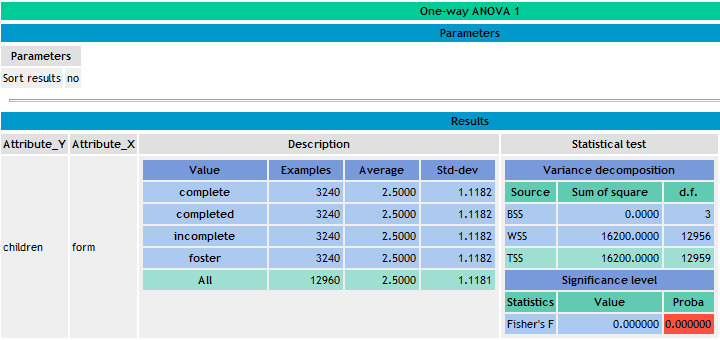 One-way ANOVA 1
Parameters
Parameters
Sort results no
Results
Attribute_Y Attribute_X Description Statistical test
Value Examples Average Std-dev
complete 3240 2.5000 1.1182
completed 3240 2.5000 1.1182
incomplete 3240 2.5000 1.1182
foster 3240 2.5000 1.1182
All 12960 2.5000 1.1181
children form
Variance decomposition
Source Sum of square d.f.
BSS 0.0000 3
WSS 16200.0000 12956
TSS 16200.0000 12959
Significance level
Statistics Value Proba
Fisher's F 0.000000 0.000000